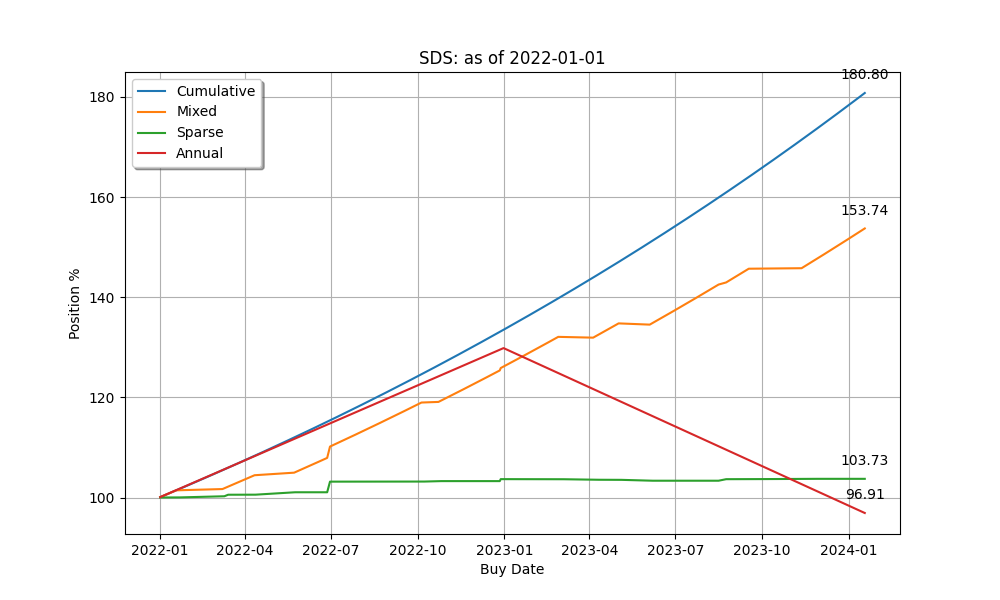 SDS: as of 2022-01-01
180.80
Cumulative
Mixed
Sparse
Annual
153.74
103.73
96.91
180
160
140
120
100
Position %
2022-01 2022-04 2022-07 2022-10 2023-01 2023-04 2023-07 2023-10 2024-01
Buy Date